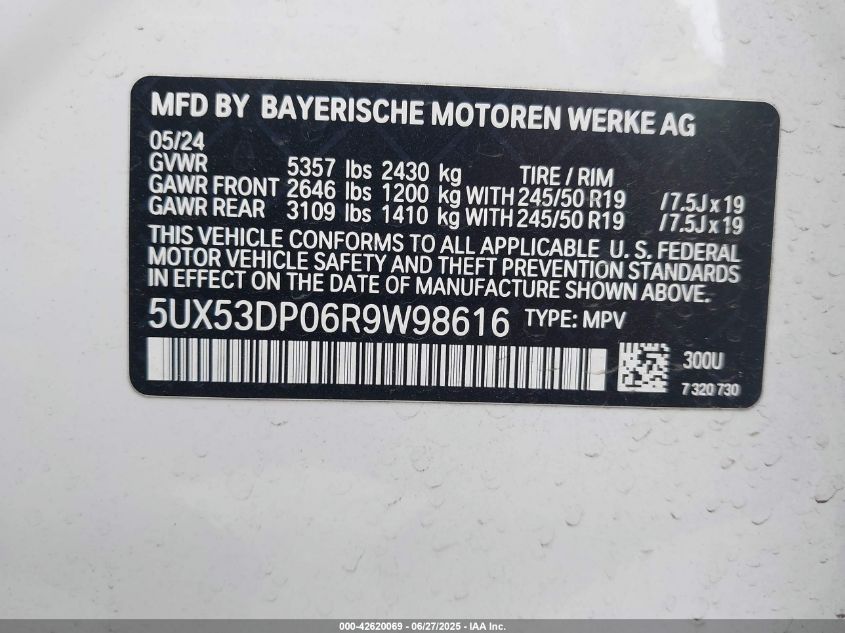 MFD BY BAYERISCHE MOTOREN WERKE AG
05/24
GVWR 5357 lbs 2430 kg TIRE / RIM
GAWR FRONT 2646 lbs 1200 kg WITH 245/50 R19 / 7.5J x 19
GAWR REAR 3109 lbs 1410 kg WITH 245/50 R19 / 7.5J x 19
THIS VEHICLE CONFORMS TO ALL APPLICABLE U. S. FEDERAL
MOTOR VEHICLE SAFETY AND THEFT PREVENTION STANDARDS
IN EFFECT ON THE DATE OF MANUFACTURE SHOWN ABOVE.
5UX53DP06R9W98616 TYPE: MPV
300U
7 320 730
000-42620069 - 06/27/2025 - IAA Inc.